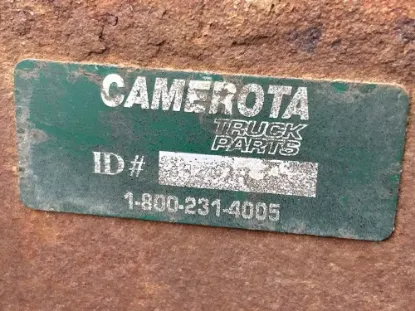 CAMEROTA
TRUCK
PARTS
ID#
1-800-231-4005